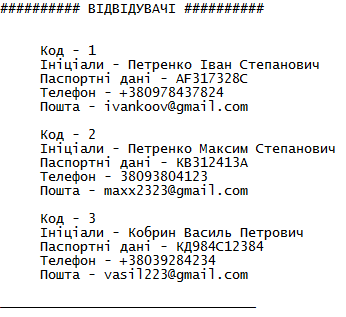 ########## ВІДВІДУВАЧІ ##########
Код - 1
Ініціали - Петренко Іван Степанович
Паспортні дані - AF317328C
Телефон - +380978437824
Пошта - ivankoov@gmail.com
Код - 2
Ініціали - Петренко Максим Степанович
Паспортні дані - КВ312413А
Телефон - 38093804123
Пошта - maxx2323@gmail.com
Код - 3
Ініціали - Кобрин Василь Петрович
Паспортні дані - КД984С12384
Телефон - +38039284234
Пошта - vasil223@gmail.com
________________________________